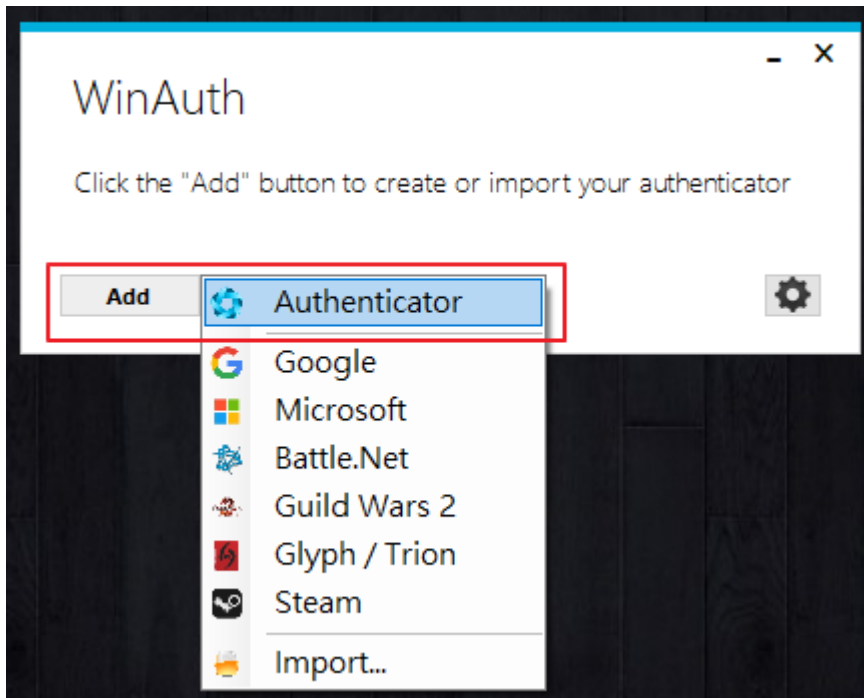 WinAuth
Click the "Add" button to create or import your authenticator
Add
Authenticator
Google
Microsoft
Battle.Net
Guild Wars 2
Glyph / Trion
Steam
Import...